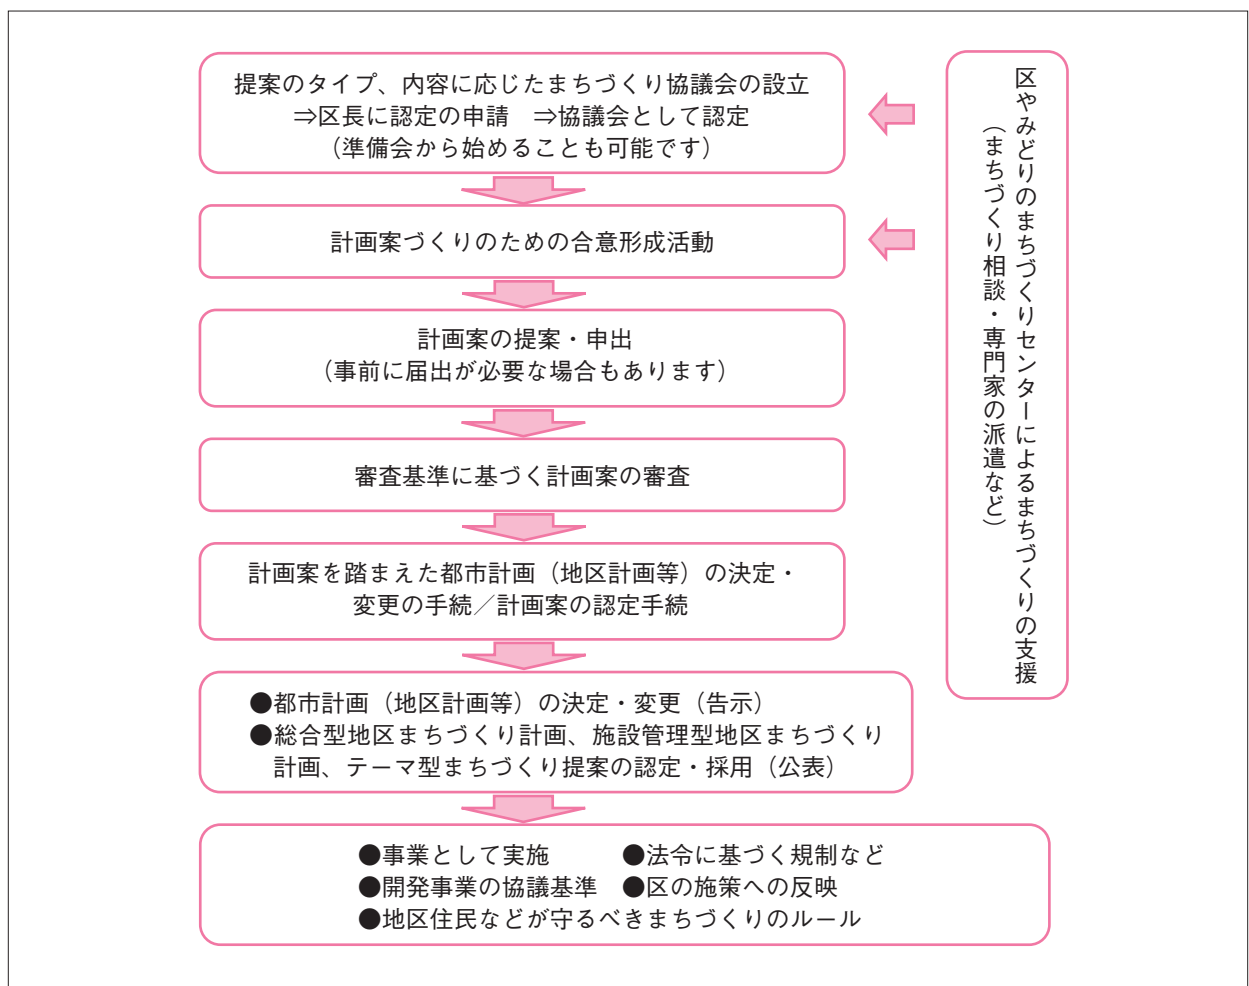 提案のタイプ、内容に応じたまちづくり協議会の設立
⇒区長に認定の申請　⇒協議会として認定
（準備会から始めることも可能です）
計画案づくりのための合意形成活動
計画案の提案・申出
（事前に届出が必要な場合もあります）
審査基準に基づく計画案の審査
計画案を踏まえた都市計画（地区計画等）の決定・
変更の手続／計画案の認定手続
●都市計画（地区計画等）の決定・変更（告示）
●総合型地区まちづくり計画、施設管理型地区まちづくり
計画、テーマ型まちづくり提案の認定・採用（公表）
●事業として実施　●法令に基づく規制など
●開発事業の協議基準　●区の施策への反映
●地区住民などが守るべきまちづくりのルール
区やみどりのまちづくりセンターによるまちづくりの支援
（まちづくり相談・専門家の派遣など）